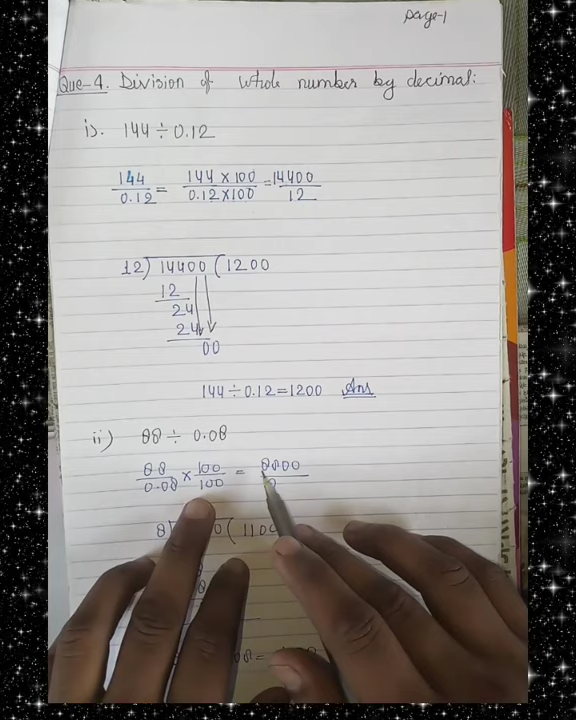 page-1
Que-4. Division of whole number by decimal:
i). 144 ÷ 0.12
144/0.12 = 144 × 100/0.12 × 100 = 14400/12
12) 14400 (1200
12
24
24
00
144 ÷ 0.12 = 1200 Ans
ii) 88 ÷ 0.08
88/0.08 × 100/100 = 8800
8